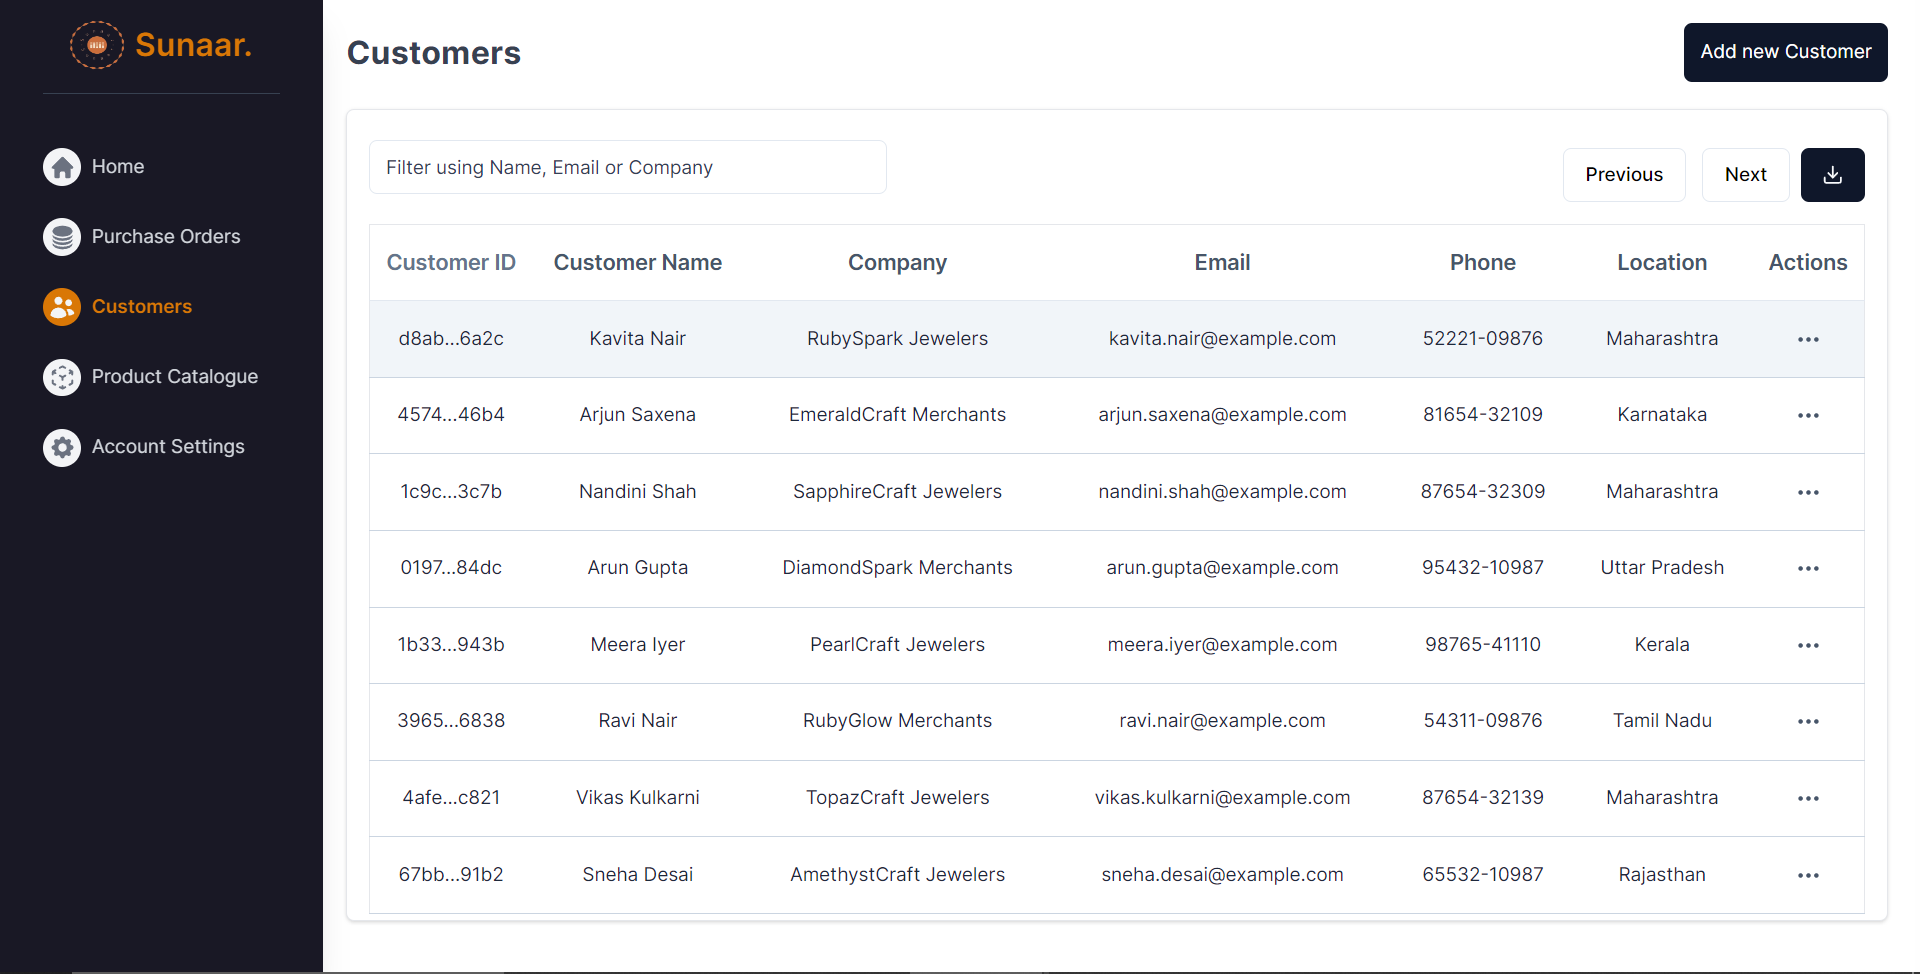 Sunaar.
Home
Purchase Orders
Customers
Product Catalogue
Account Settings
Customers
Add new Customer
Filter using Name, Email or Company
Previous Next
Customer ID Customer Name Company Email Phone Location Actions
d8ab...6a2c Kavita Nair RubySpark Jewelers kavita.nair@example.com 52221-09876 Maharashtra ...
4574...46b4 Arjun Saxena EmeraldCraft Merchants arjun.saxena@example.com 81654-32109 Karnataka ...
1c9c...3c7b Nandini Shah SapphireCraft Jewelers nandini.shah@example.com 87654-32309 Maharashtra ...
0197...84dc Arun Gupta DiamondSpark Merchants arun.gupta@example.com 95432-10987 Uttar Pradesh ...
1b33...943b Meera Iyer PearlCraft Jewelers meera.iyer@example.com 98765-41110 Kerala ...
3965...6838 Ravi Nair RubyGlow Merchants ravi.nair@example.com 54311-09876 Tamil Nadu ...
4afe...c821 Vikas Kulkarni TopazCraft Jewelers vikas.kulkarni@example.com 87654-32139 Maharashtra ...
67bb...91b2 Sneha Desai AmethystCraft Jewelers sneha.desai@example.com 65532-10987 Rajasthan ...